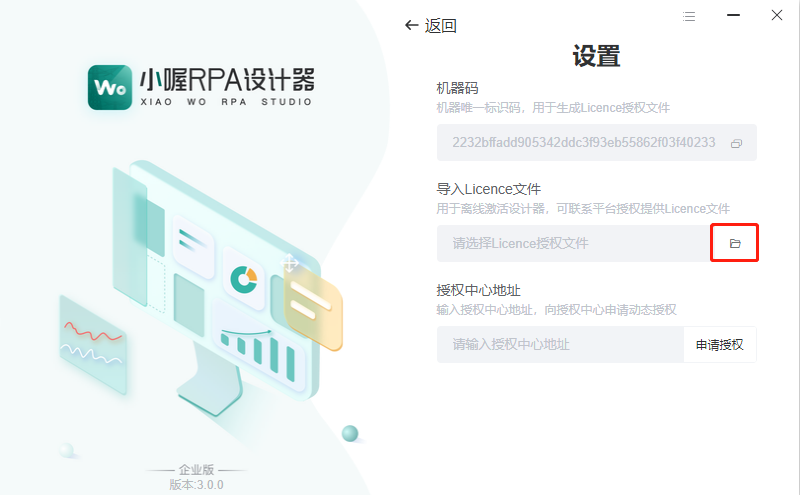 Wo
小喔RPA设计器
XIAO WO RPA STUDIO
企业版
版本:3.0.0
返回
设置
机器码
机器唯一标识码，用于生成Licence授权文件
2232bffadd905342ddc3f93eb55862f03f40233
导入Licence文件
用于离线激活设计器，可联系平台授权提供Licence文件
请选择Licence授权文件
授权中心地址
输入授权中心地址，向授权中心申请动态授权
请输入授权中心地址
申请授权